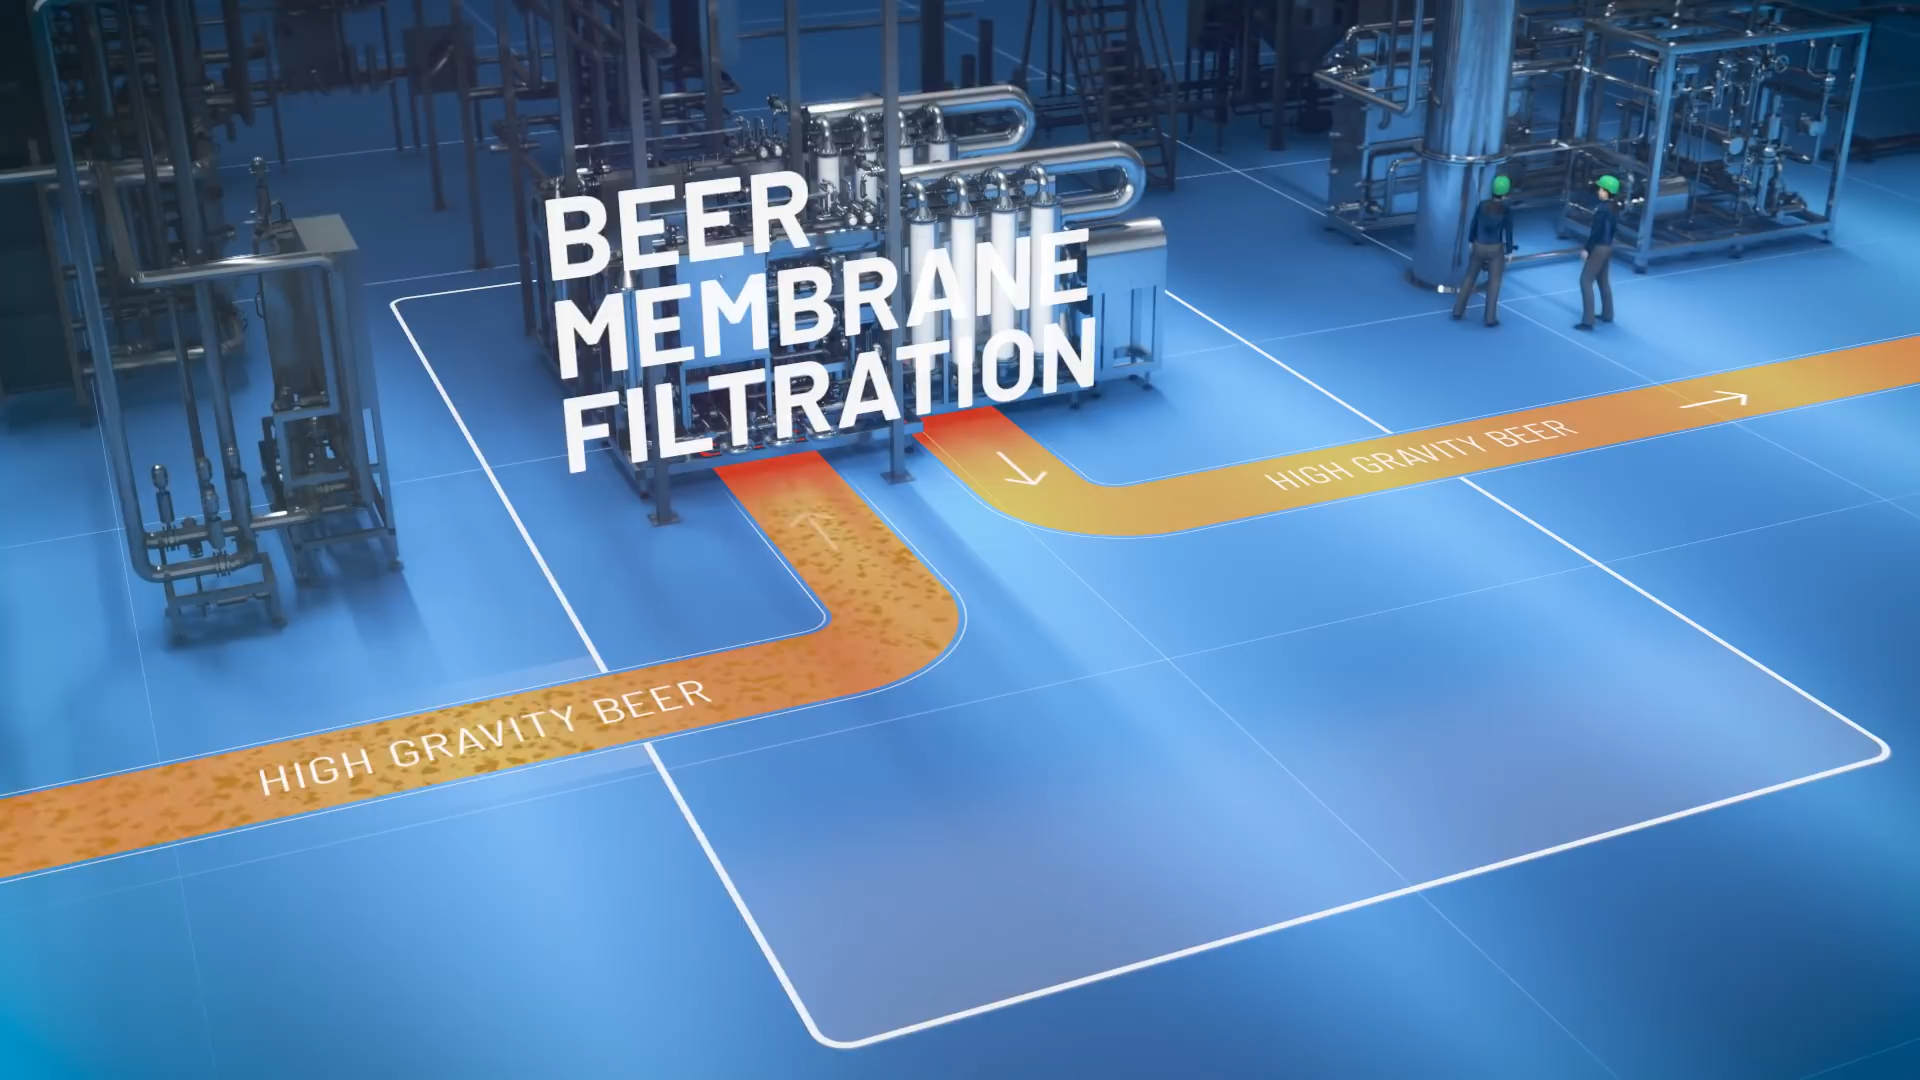 BEER
MEMBRANE
FILTRATION
HIGH GRAVITY BEER
HIGH GRAVITY BEER